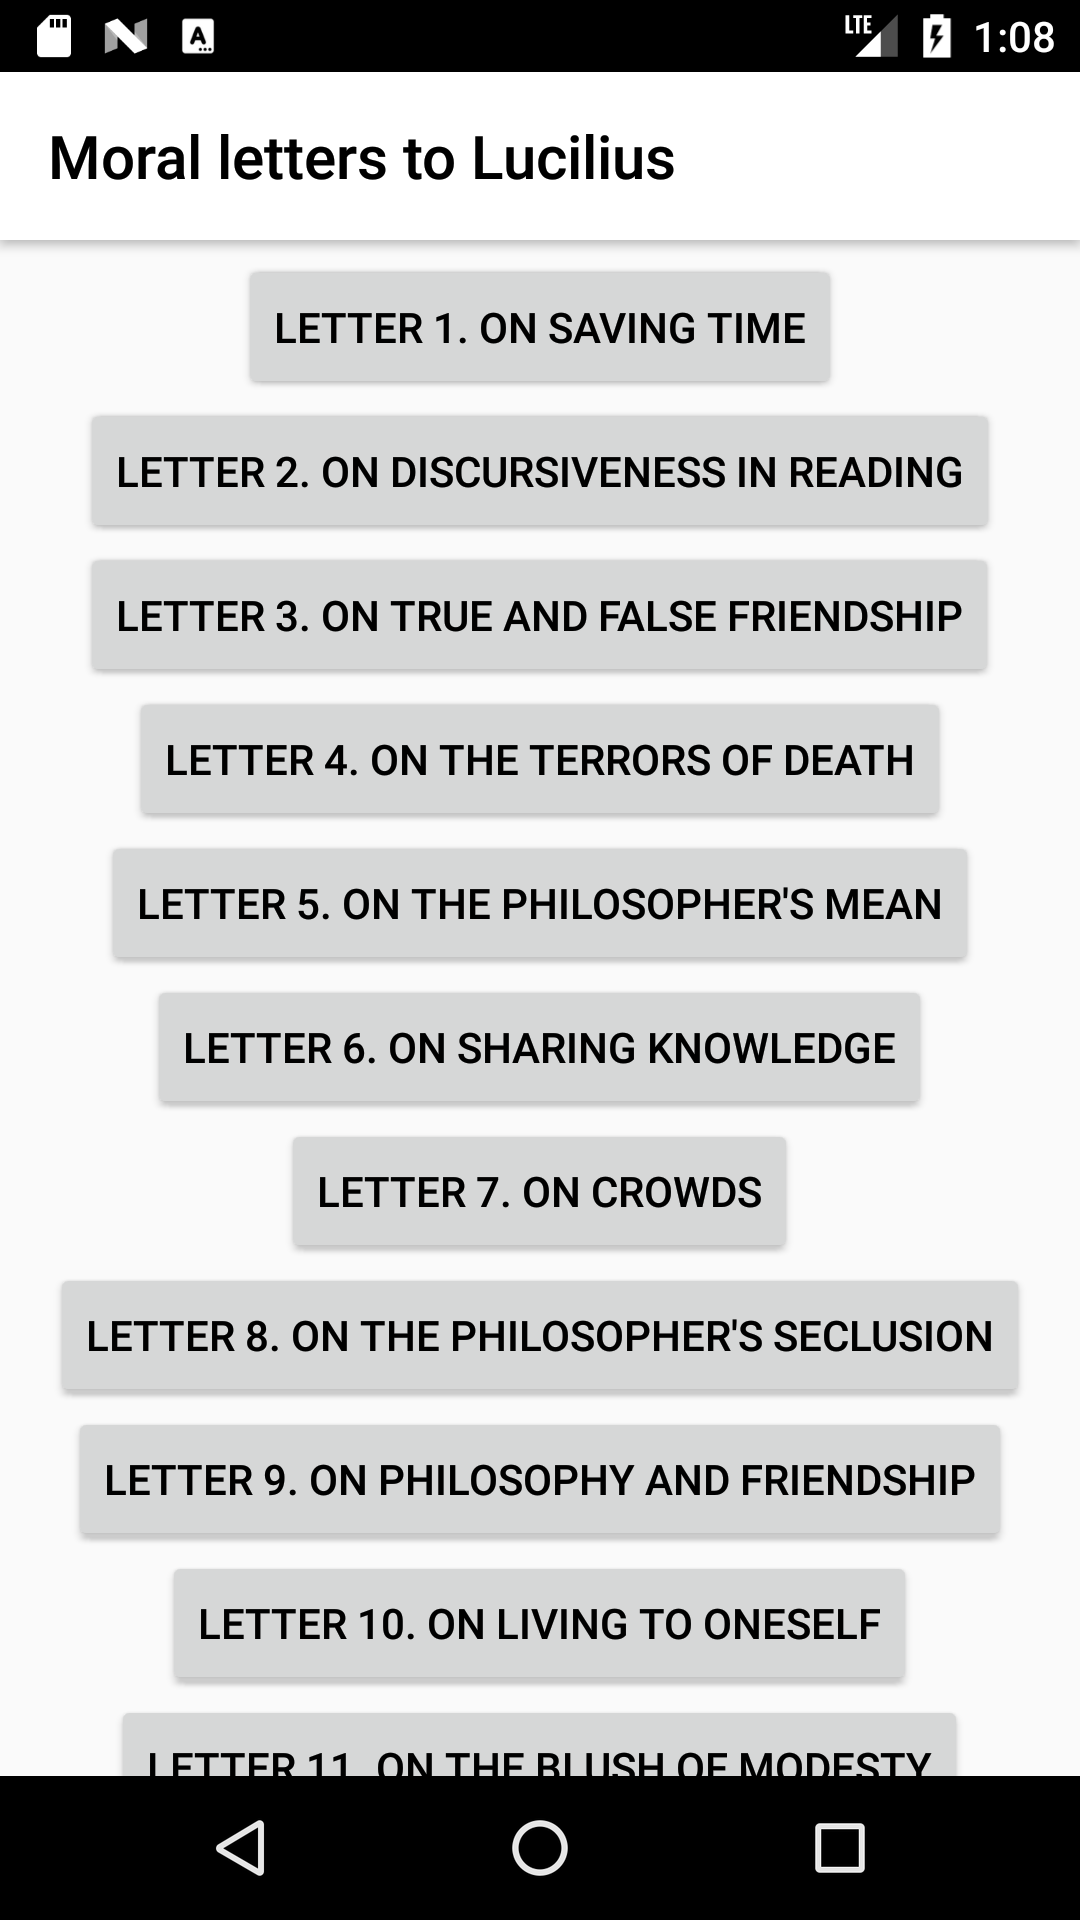 LTE 1:08
Moral letters to Lucilius
LETTER 1. ON SAVING TIME
LETTER 2. ON DISCURSIVENESS IN READING
LETTER 3. ON TRUE AND FALSE FRIENDSHIP
LETTER 4. ON THE TERRORS OF DEATH
LETTER 5. ON THE PHILOSOPHER'S MEAN
LETTER 6. ON SHARING KNOWLEDGE
LETTER 7. ON CROWDS
LETTER 8. ON THE PHILOSOPHER'S SECLUSION
LETTER 9. ON PHILOSOPHY AND FRIENDSHIP
LETTER 10. ON LIVING TO ONESELF
LETTER 11. ON THE BLUSH OF MODESTY